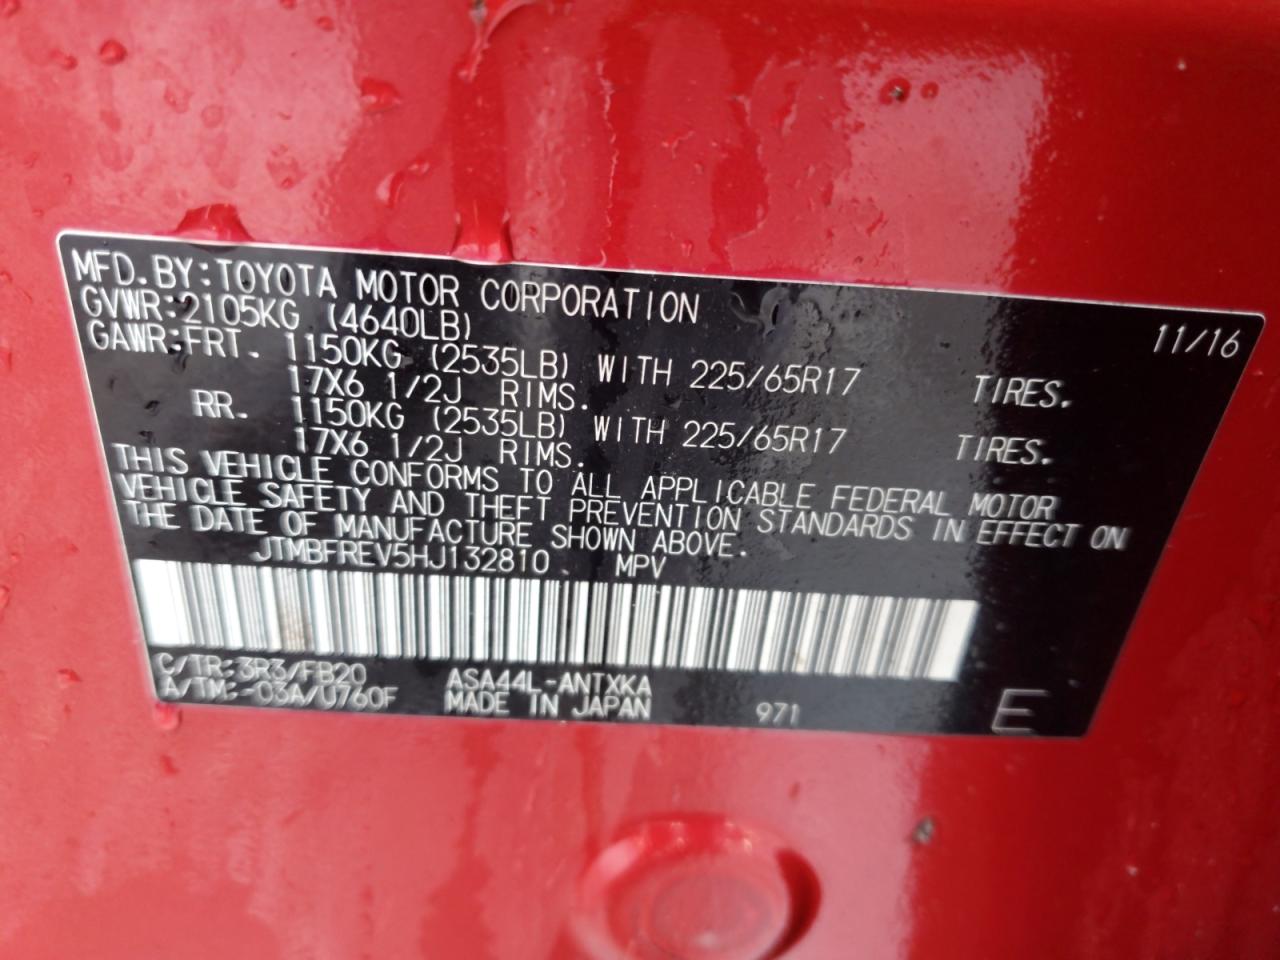 MFD.BY:TOYOTA MOTOR CORPORATION 11/16
GVWR:2105KG (4640LB)
GAWR:FRT. 1150KG (2535LB) WITH 225/65R17 TIRES.
17X6 1/2J RIMS.
RR. 1150KG (2535LB) WITH 225/65R17 TIRES.
17X6 1/2J RIMS.
THIS VEHICLE CONFORMS TO ALL APPLICABLE FEDERAL MOTOR
VEHICLE SAFETY AND THEFT PREVENTION STANDARDS IN EFFECT ON
THE DATE OF MANUFACTURE SHOWN ABOVE.
JTMBFREV5HJ132810 MPV
C/TR:3R3/FB20 ASA44L-ANTXKA
A/TM:-03A/U760F MADE IN JAPAN 971 E